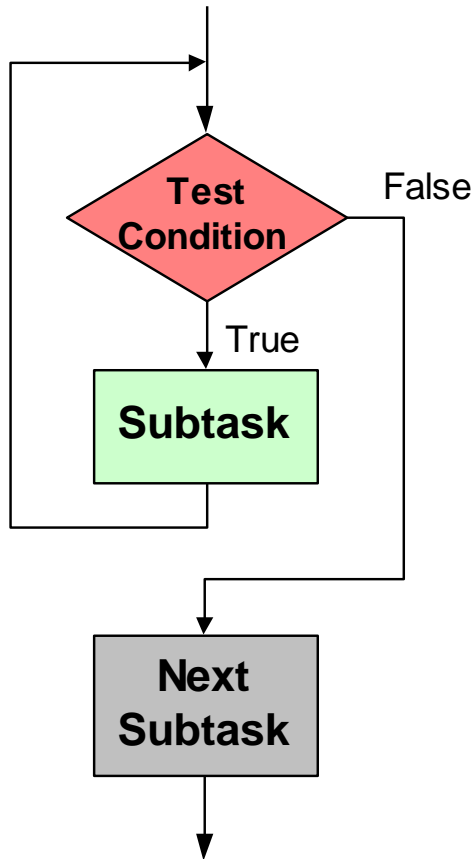 Test
Condition
False
True
Subtask
Next
Subtask